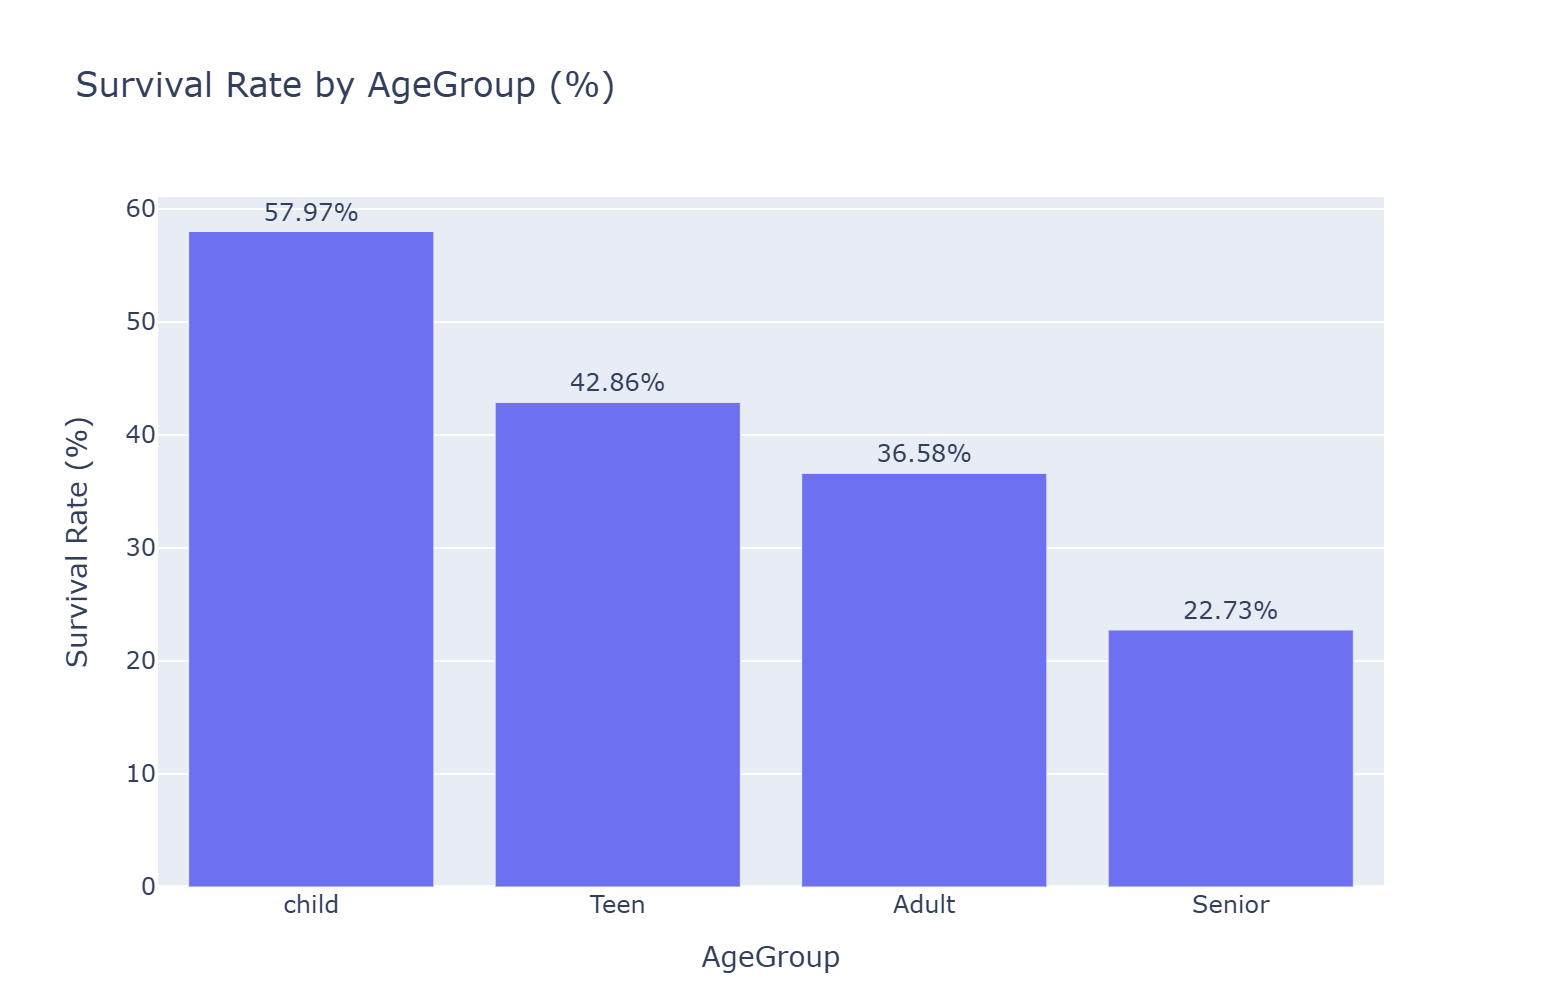 Survival Rate by AgeGroup (%)
Survival Rate (%)
60
50
40
30
20
10
0
57.97%
42.86%
36.58%
22.73%
child
Teen
Adult
Senior
AgeGroup